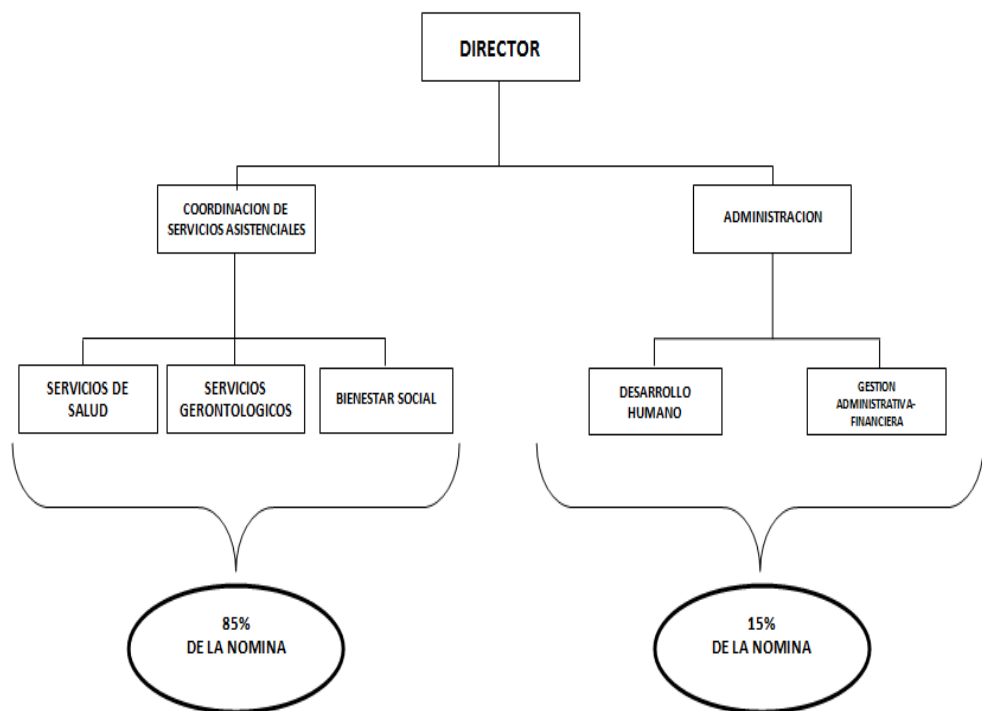 DIRECTOR
COORDINACION DE
SERVICIOS ASISTENCIALES
ADMINISTRACION
SERVICIOS DE
SALUD
SERVICIOS
GERONTOLOGICOS
BIENESTAR SOCIAL
DESARROLLO
HUMANO
GESTION
ADMINISTRATIVA-
FINANCIERA
85%
DE LA NOMINA
15%
DE LA NOMINA